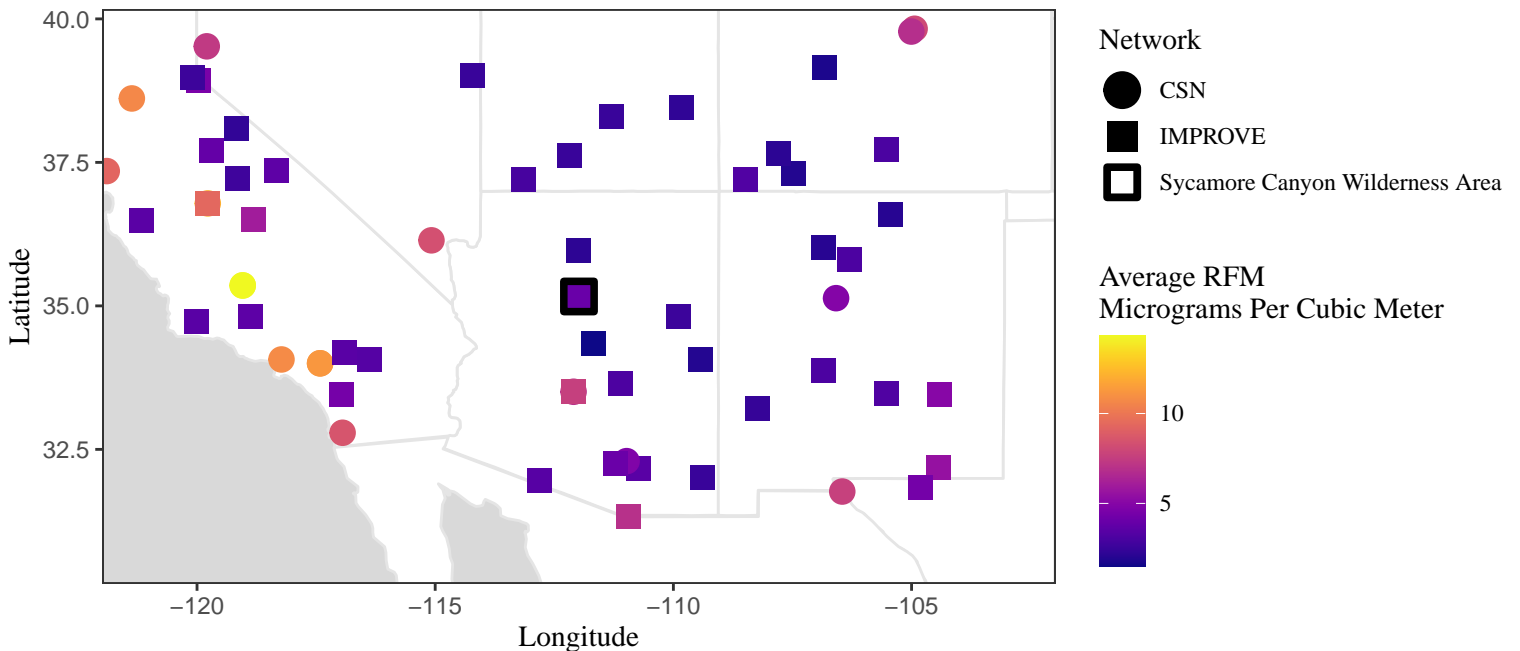 40.0
37.5
35.0
32.5
Latitude
−120
−115
−110
−105
Longitude
Network
CSN
IMPROVE
Sycamore Canyon Wilderness Area
Average RFM
Micrograms Per Cubic Meter
10
5